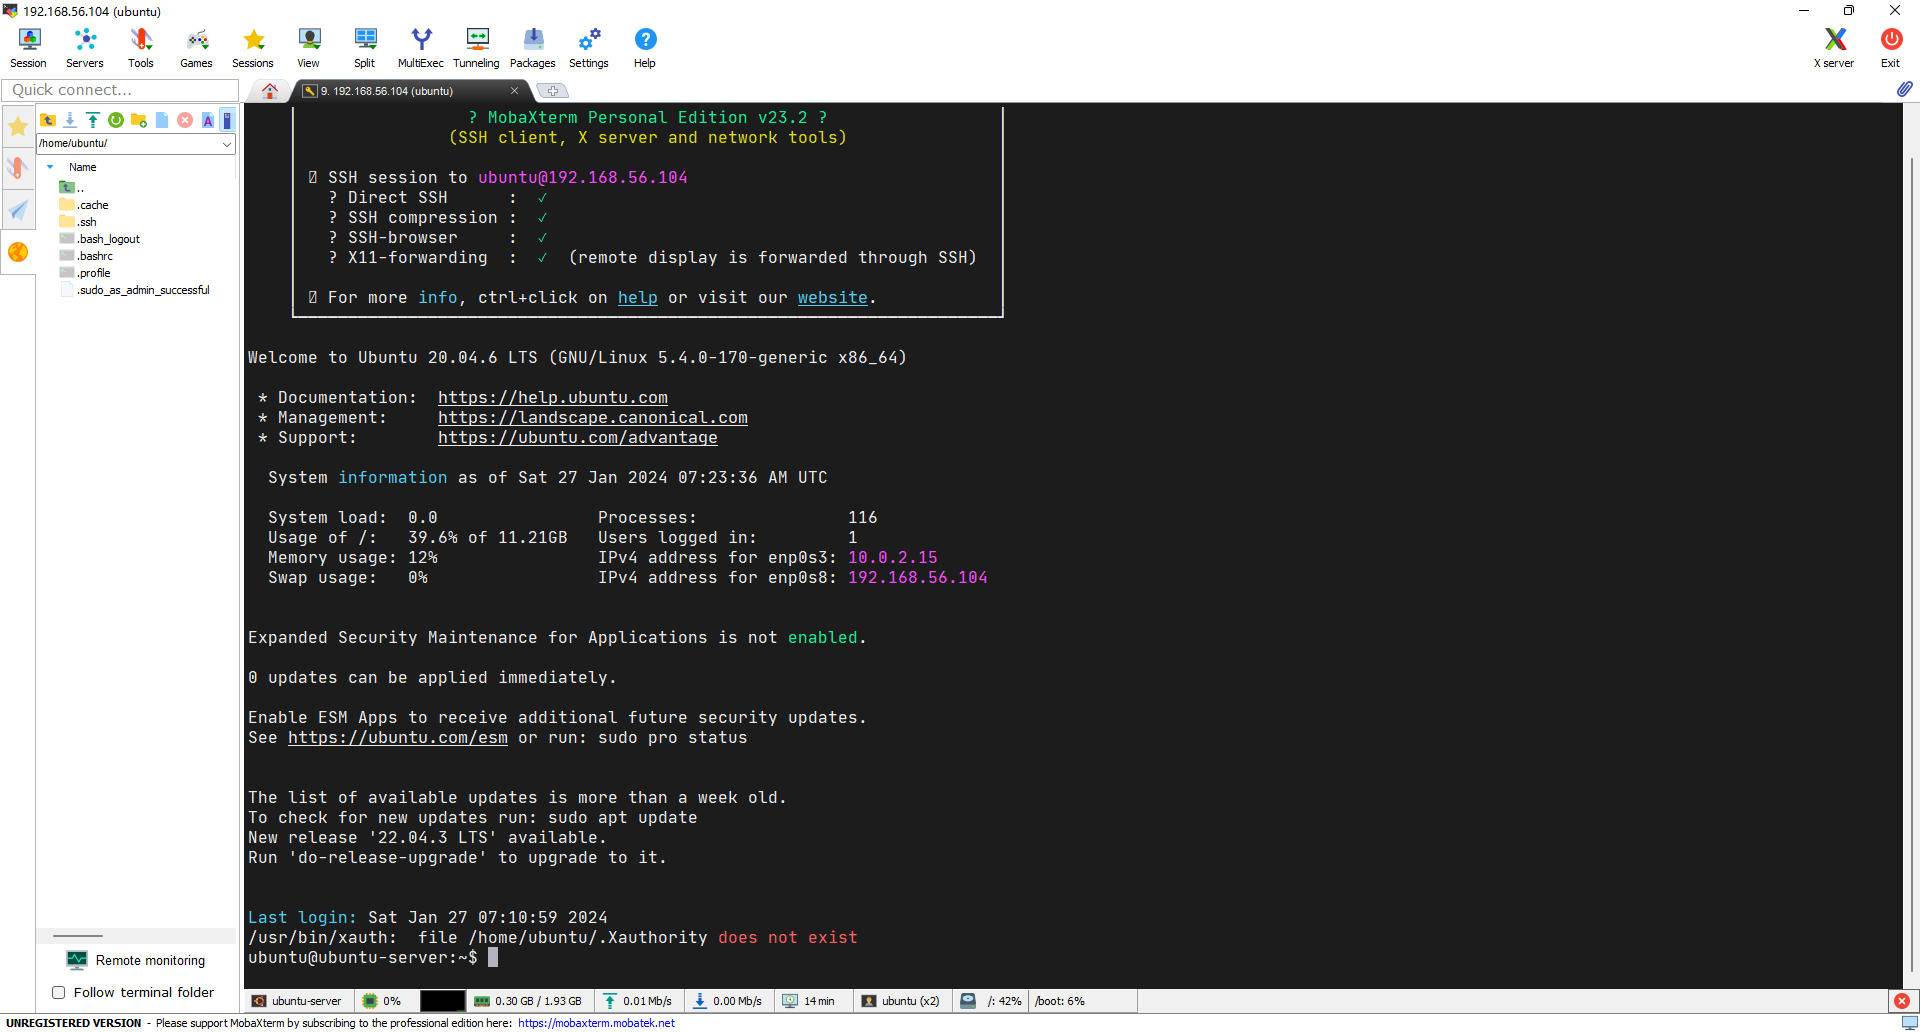 192.168.56.104 (ubuntu)
Session Servers Tools Games Sessions View Split MultiExec Tunneling Packages Settings Help X server Exit
Quick connect...
9. 192.168.56.104 (ubuntu)
/home/ubuntu/
Name
..
.cache
.ssh
.bash_logout
.bashrc
.profile
.sudo_as_admin_successful
Remote monitoring
Follow terminal folder
? MobaXterm Personal Edition v23.2 ?
(SSH client, X server and network tools)
SSH session to ubuntu@192.168.56.104
? Direct SSH : ✓
? SSH compression : ✓
? SSH-browser : ✓
? X11-forwarding : ✓ (remote display is forwarded through SSH)
For more info, ctrl+click on help or visit our website.
Welcome to Ubuntu 20.04.6 LTS (GNU/Linux 5.4.0-170-generic x86_64)
* Documentation: https://help.ubuntu.com
* Management: https://landscape.canonical.com
* Support: https://ubuntu.com/advantage
System information as of Sat 27 Jan 2024 07:23:36 AM UTC
System load: 0.0 Processes: 116
Usage of /: 39.6% of 11.21GB Users logged in: 1
Memory usage: 12% IPv4 address for enp0s3: 10.0.2.15
Swap usage: 0% IPv4 address for enp0s8: 192.168.56.104
Expanded Security Maintenance for Applications is not enabled.
0 updates can be applied immediately.
Enable ESM Apps to receive additional future security updates.
See https://ubuntu.com/esm or run: sudo pro status
The list of available updates is more than a week old.
To check for new updates run: sudo apt update
New release '22.04.3 LTS' available.
Run 'do-release-upgrade' to upgrade to it.
Last login: Sat Jan 27 07:10:59 2024
/usr/bin/xauth: file /home/ubuntu/.Xauthority does not exist
ubuntu@ubuntu-server:~$
ubuntu-server 0% 0.30 GB / 1.93 GB 0.01 Mb/s 0.00 Mb/s 14 min ubuntu (x2) /: 42% /boot: 6%
UNREGISTERED VERSION - Please support MobaXterm by subscribing to the professional edition here: https://mobaxterm.mobatek.net